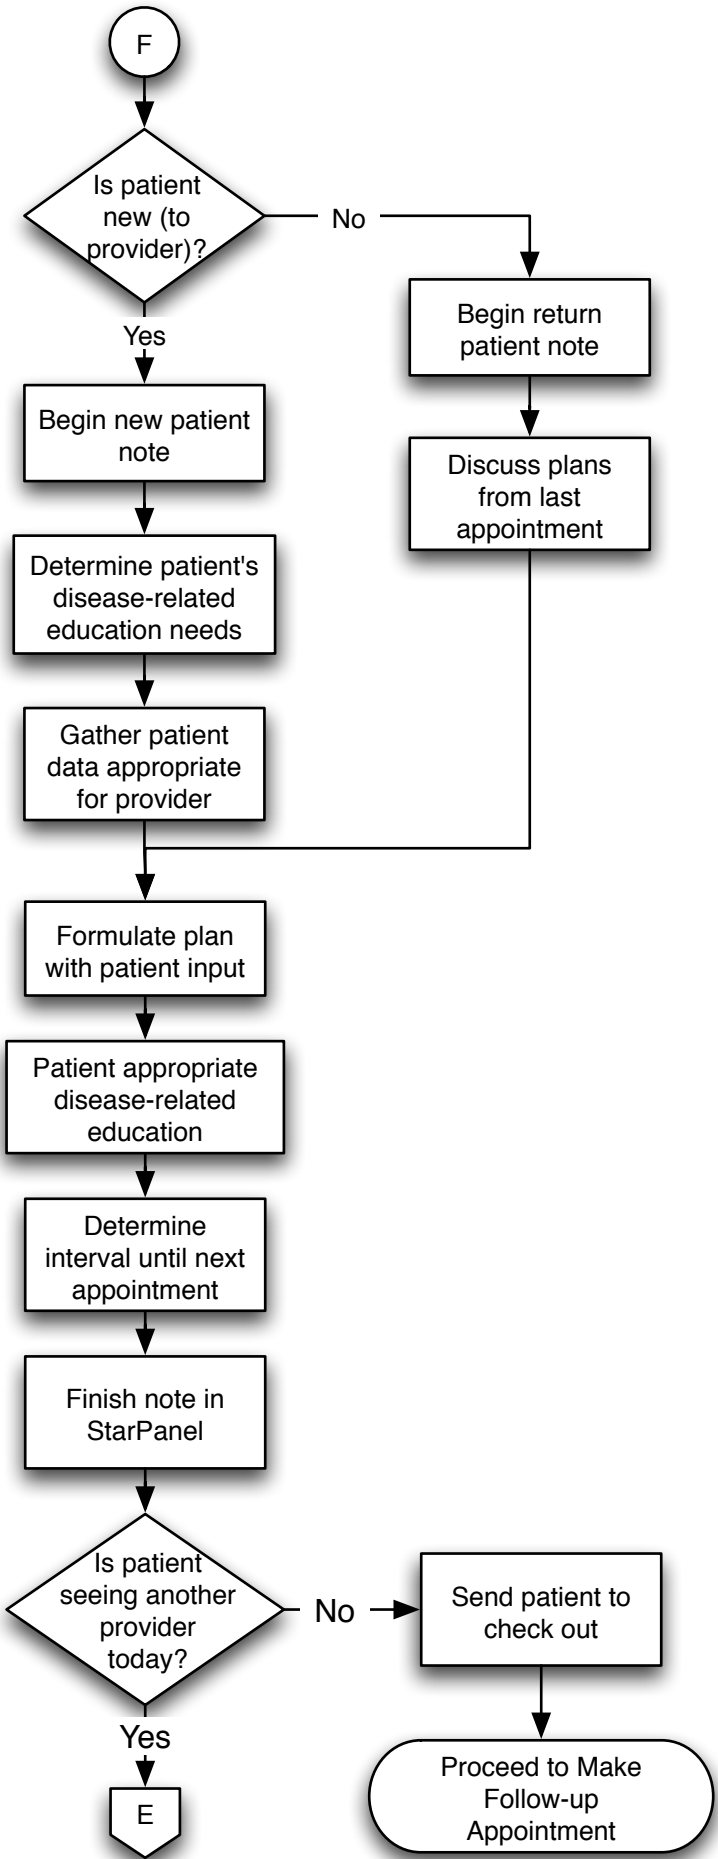 F
Is patient
new (to
provider)?
No
Yes
Begin return
patient note
Begin new patient
note
Discuss plans
from last
appointment
Determine patient's
disease-related
education needs
Gather patient
data appropriate
for provider
Formulate plan
with patient input
Patient appropriate
disease-related
education
Determine
interval until next
appointment
Finish note in
StarPanel
Is patient
seeing another
provider
today?
No
Send patient to
check out
Yes
E
Proceed to Make
Follow-up
Appointment